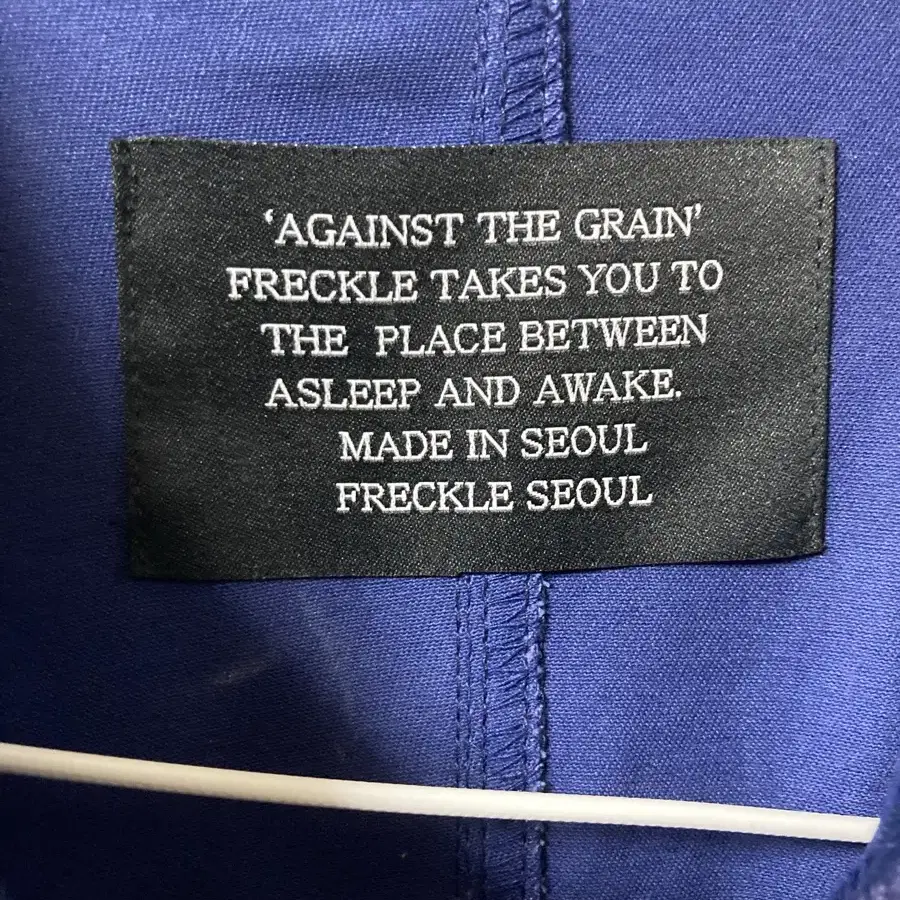 ‘AGAINST THE GRAIN’
FRECKLE TAKES YOU TO
THE PLACE BETWEEN
ASLEEP AND AWAKE.
MADE IN SEOUL
FRECKLE SEOUL